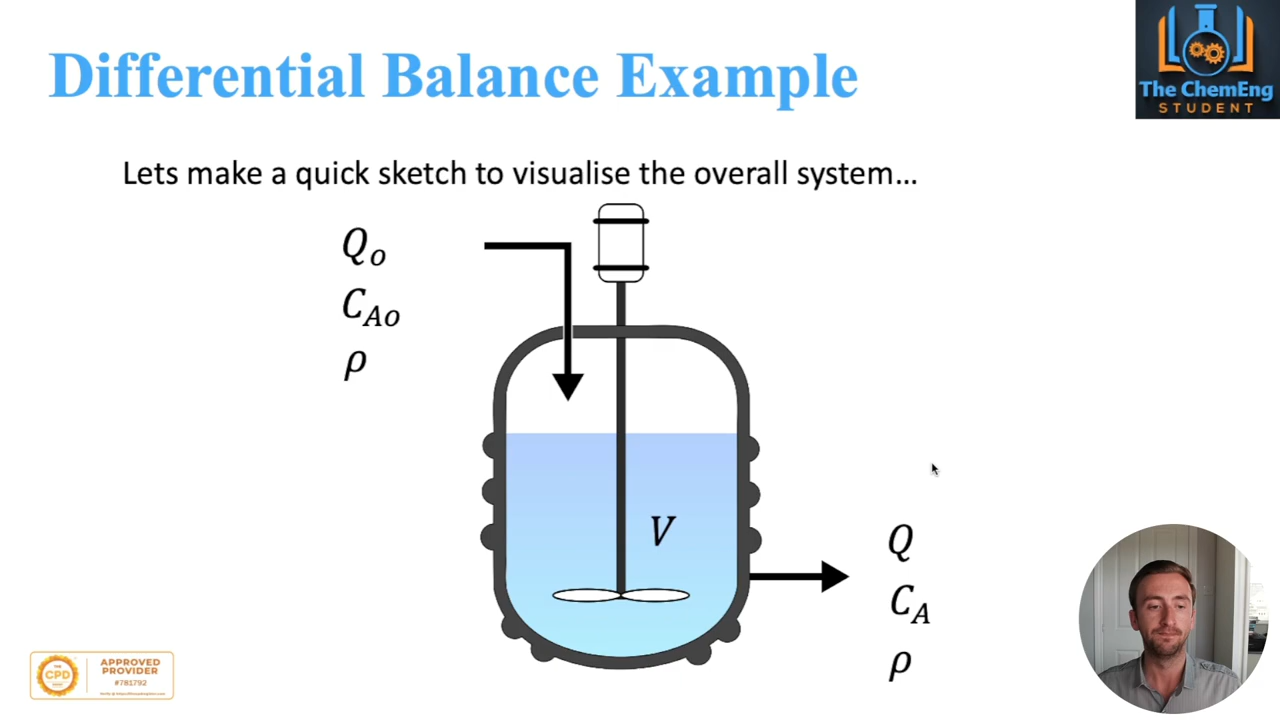 Differential Balance Example
The ChemEng
STUDENT
Lets make a quick sketch to visualise the overall system...
Qo
CAo
ρ
V
Q
CA
ρ
CPD
APPROVED
PROVIDER
#781792